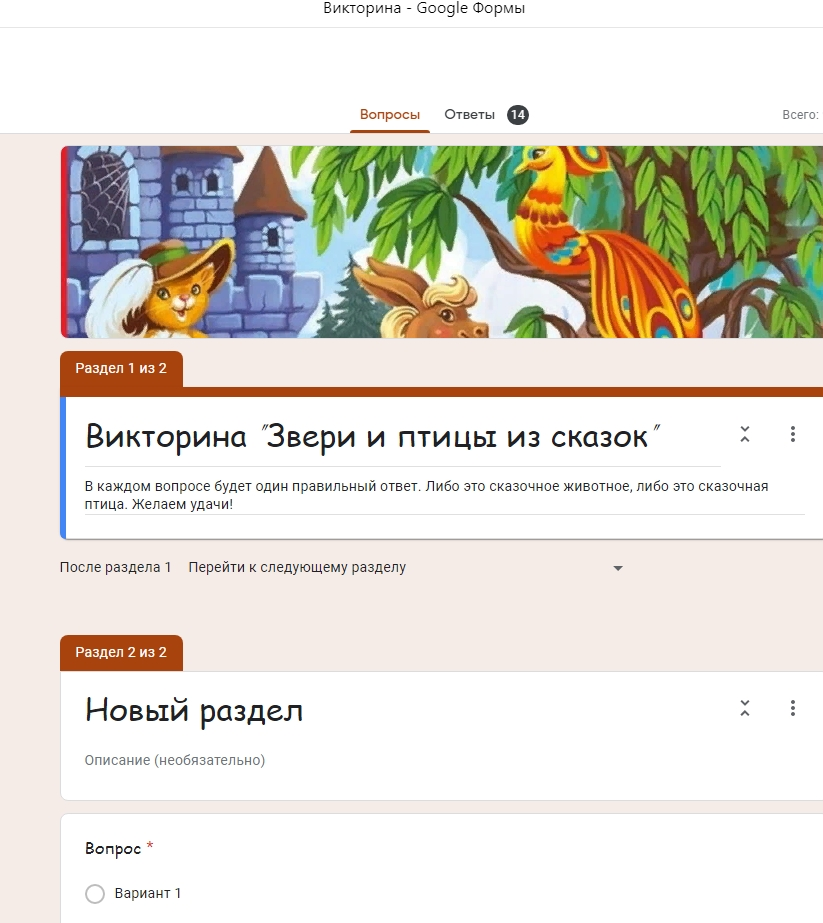 Викторина - Google Формы
Вопросы Ответы 14 Всего:
Раздел 1 из 2
Викторина "Звери и птицы из сказок"
В каждом вопросе будет один правильный ответ. Либо это сказочное животное, либо это сказочная
птица. Желаем удачи!
После раздела 1 Перейти к следующему разделу
Раздел 2 из 2
Новый раздел
Описание (необязательно)
Вопрос *
Вариант 1